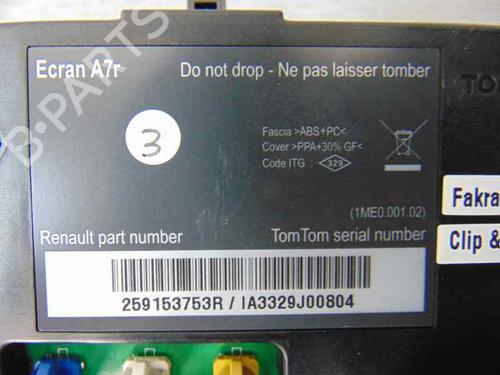 Ecran A7r
Do not drop - Ne pas laisser tomber
3
Fascia >ABS+PC<
Cover >PPA+30% GF<
Code ITG : 329
(1ME0.001.02)
Fakra
Clip &
Renault part number
TomTom serial number
259153753R / IA3329J00804
B-PARTS